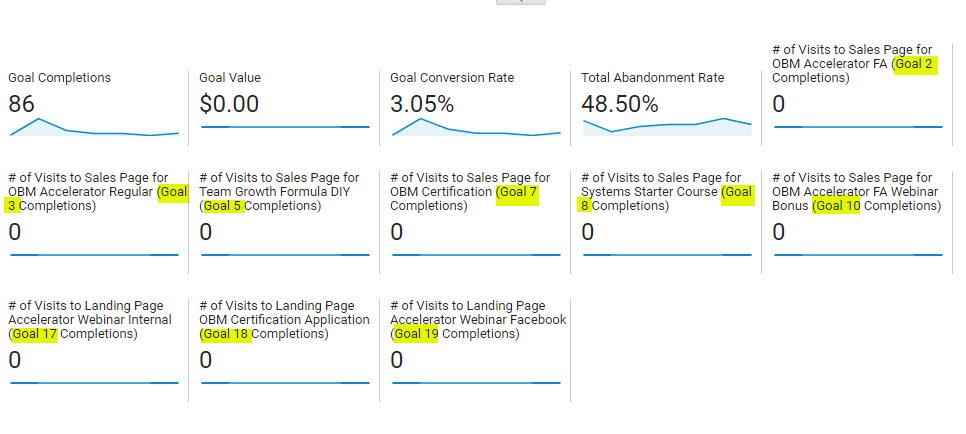 Goal Completions
86
Goal Value
$0.00
Goal Conversion Rate
3.05%
Total Abandonment Rate
48.50%
# of Visits to Sales Page for
OBM Accelerator FA (Goal 2
Completions)
0
# of Visits to Sales Page for
OBM Accelerator Regular (Goal
3 Completions)
0
# of Visits to Sales Page for
Team Growth Formula DIY
(Goal 5 Completions)
0
# of Visits to Sales Page for
OBM Certification (Goal 7
Completions)
0
# of Visits to Sales Page for
Systems Starter Course (Goal
8 Completions)
0
# of Visits to Sales Page for
OBM Accelerator FA Webinar
Bonus (Goal 10 Completions)
0
# of Visits to Landing Page
Accelerator Webinar Internal
(Goal 17 Completions)
0
# of Visits to Landing Page
OBM Certification Application
(Goal 18 Completions)
0
# of Visits to Landing Page
Accelerator Webinar Facebook
(Goal 19 Completions)
0